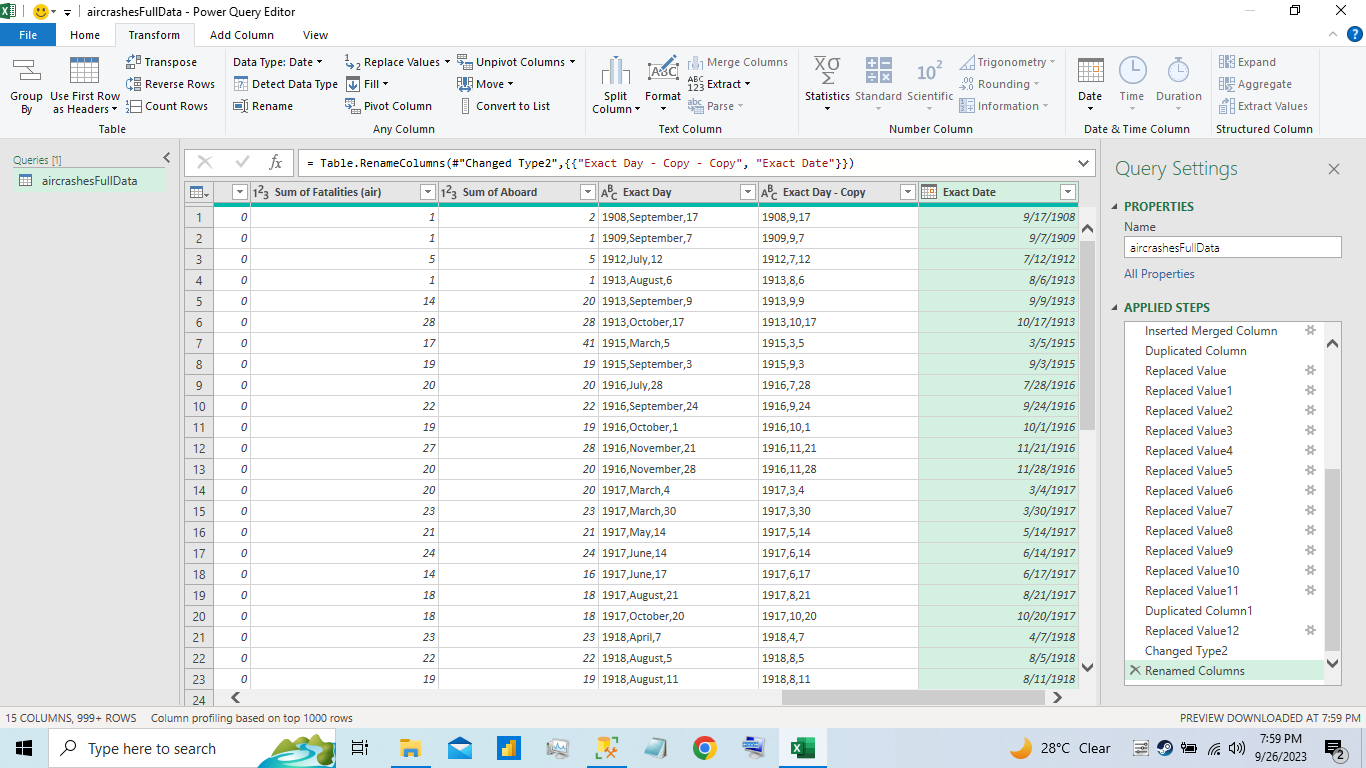 aircrashesFullData - Power Query Editor
File Home Transform Add Column View
Group By
Use First Row as Headers
Transpose
Reverse Rows
Count Rows
Table
Data Type: Date
Detect Data Type
Rename
Replace Values
Fill
Pivot Column
Unpivot Columns
Move
Convert to List
Any Column
Split Column
Format
Merge Columns
Extract
Parse
Text Column
Statistics
Standard
Scientific
Trigonometry
Rounding
Information
Number Column
Date
Time
Duration
Date & Time Column
Expand
Aggregate
Extract Values
Structured Column
Queries [1]
aircrashesFullData
= Table.RenameColumns(#"Changed Type2",{{"Exact Day - Copy - Copy", "Exact Date"}})
Sum of Fatalities (air) Sum of Aboard Exact Day Exact Day - Copy Exact Date
1 0 1 2 1908,September,17 1908,9,17 9/17/1908
2 0 1 1 1909,September,7 1909,9,7 9/7/1909
3 0 5 5 1912,July,12 1912,7,12 7/12/1912
4 0 1 1 1913,August,6 1913,8,6 8/6/1913
5 0 14 20 1913,September,9 1913,9,9 9/9/1913
6 0 28 28 1913,October,17 1913,10,17 10/17/1913
7 0 17 41 1915,March,5 1915,3,5 3/5/1915
8 0 19 19 1915,September,3 1915,9,3 9/3/1915
9 0 20 20 1916,July,28 1916,7,28 7/28/1916
10 0 22 22 1916,September,24 1916,9,24 9/24/1916
11 0 19 19 1916,October,1 1916,10,1 10/1/1916
12 0 27 28 1916,November,21 1916,11,21 11/21/1916
13 0 20 20 1916,November,28 1916,11,28 11/28/1916
14 0 20 20 1917,March,4 1917,3,4 3/4/1917
15 0 23 23 1917,March,30 1917,3,30 3/30/1917
16 0 21 21 1917,May,14 1917,5,14 5/14/1917
17 0 24 24 1917,June,14 1917,6,14 6/14/1917
18 0 14 16 1917,June,17 1917,6,17 6/17/1917
19 0 18 18 1917,August,21 1917,8,21 8/21/1917
20 0 18 18 1917,October,20 1917,10,20 10/20/1917
21 0 23 23 1918,April,7 1918,4,7 4/7/1918
22 0 22 22 1918,August,5 1918,8,5 8/5/1918
23 0 19 19 1918,August,11 1918,8,11 8/11/1918
24
Query Settings
PROPERTIES
Name
aircrashesFullData
All Properties
APPLIED STEPS
Inserted Merged Column
Duplicated Column
Replaced Value
Replaced Value1
Replaced Value2
Replaced Value3
Replaced Value4
Replaced Value5
Replaced Value6
Replaced Value7
Replaced Value8
Replaced Value9
Replaced Value10
Replaced Value11
Duplicated Column1
Replaced Value12
Changed Type2
Renamed Columns
15 COLUMNS, 999+ ROWS Column profiling based on top 1000 rows
PREVIEW DOWNLOADED AT 7:59 PM
Type here to search
28°C Clear
7:59 PM
9/26/2023
2